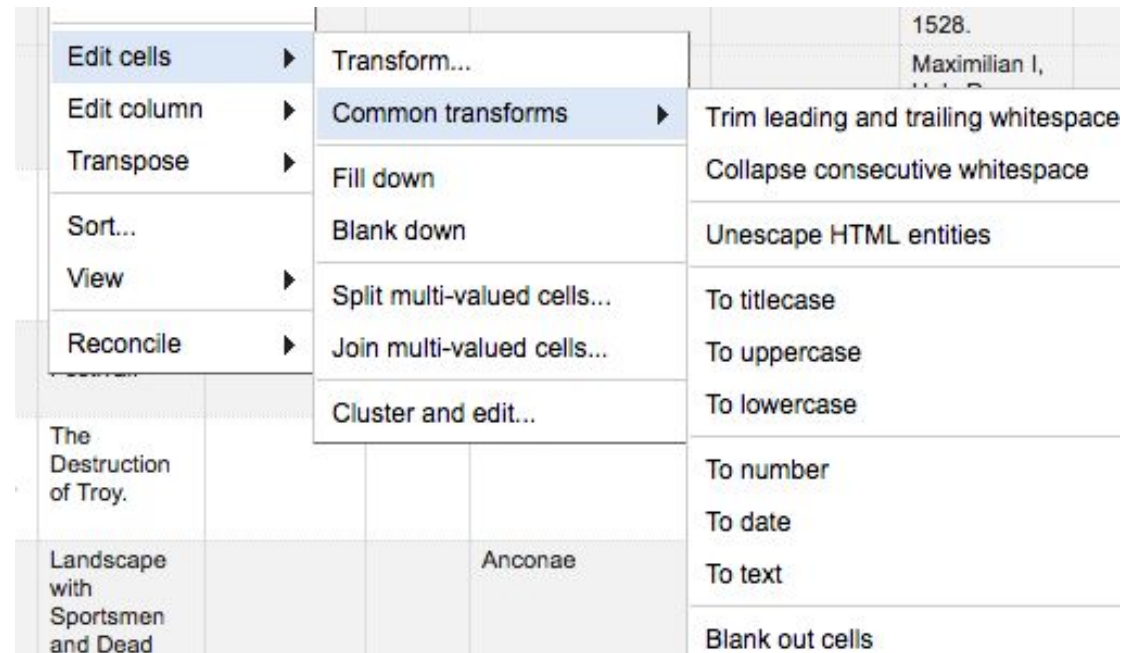 1528.
Maximilian I,
Edit cells
Edit column
Transpose
Sort...
View
Reconcile
Transform...
Common transforms
Fill down
Blank down
Split multi-valued cells...
Join multi-valued cells...
Cluster and edit...
Trim leading and trailing whitespace
Collapse consecutive whitespace
Unescape HTML entities
To titlecase
To uppercase
To lowercase
To number
To date
To text
Blank out cells
The
Destruction
of Troy.
Landscape
with
Sportsmen
and Dead
Anconae